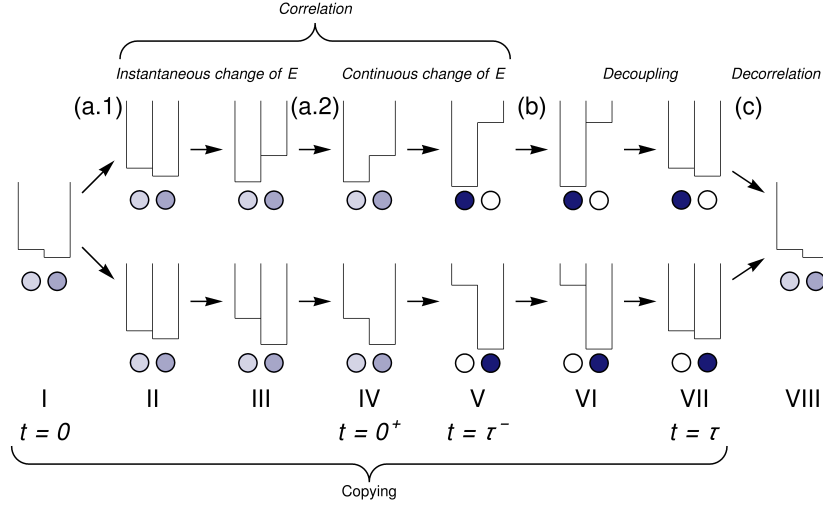 Correlation
Instantaneous change of E
Continuous change of E
Decoupling
Decorrelation
(a.1)
(a.2)
(b)
(c)
I
II
III
IV
V
VI
VII
VIII
t = 0
t = 0⁺
t = τ⁻
t = τ
Copying